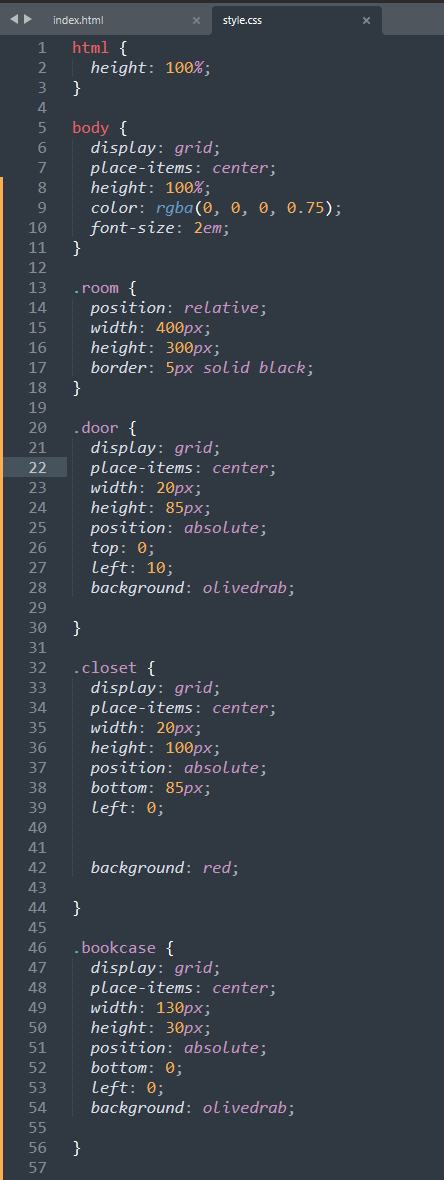 index.html × style.css ×
1 html {
2 height: 100%;
3 }
4
5 body {
6 display: grid;
7 place-items: center;
8 height: 100%;
9 color: rgba(0, 0, 0, 0.75);
10 font-size: 2em;
11 }
12
13 .room {
14 position: relative;
15 width: 400px;
16 height: 300px;
17 border: 5px solid black;
18 }
19
20 .door {
21 display: grid;
22 place-items: center;
23 width: 20px;
24 height: 85px;
25 position: absolute;
26 top: 0;
27 left: 10;
28 background: olivedrab;
29
30 }
31
32 .closet {
33 display: grid;
34 place-items: center;
35 width: 20px;
36 height: 100px;
37 position: absolute;
38 bottom: 85px;
39 left: 0;
40
41
42 background: red;
43
44 }
45
46 .bookcase {
47 display: grid;
48 place-items: center;
49 width: 130px;
50 height: 30px;
51 position: absolute;
52 bottom: 0;
53 left: 0;
54 background: olivedrab;
55
56 }
57